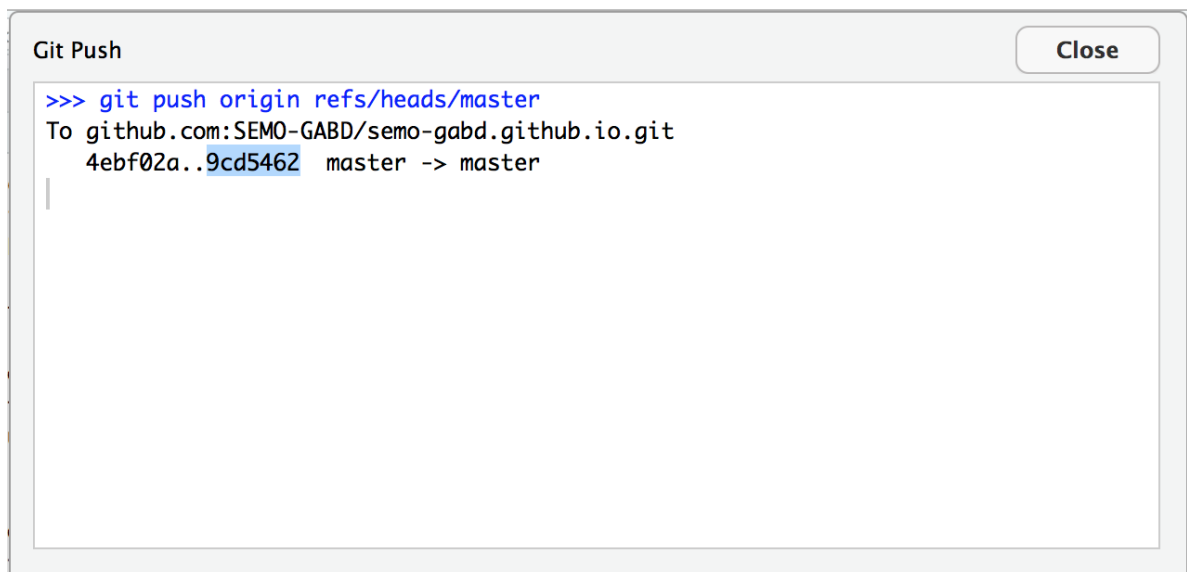 Git Push
Close
>>> git push origin refs/heads/master
To github.com:SEMO-GABD/semo-gabd.github.io.git
4ebf02a..9cd5462  master -> master